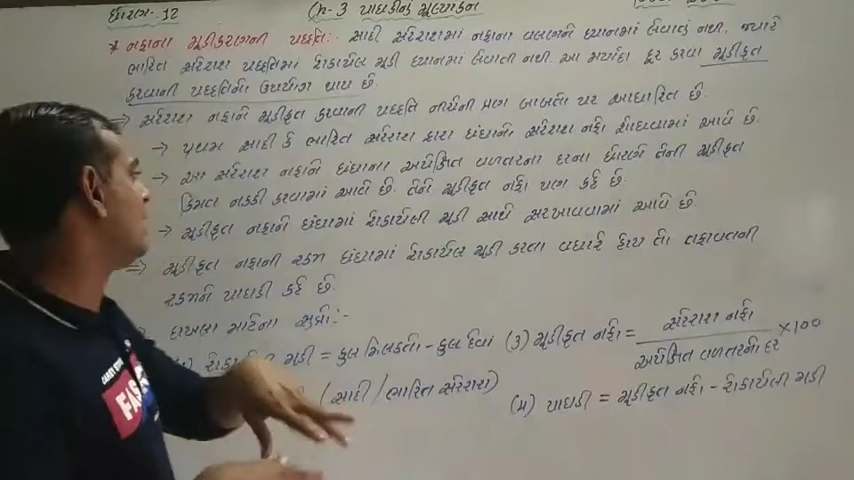 ધોરણ - 12 Ch-3 પાઘડીનું મૂલ્યાંકન
* નફાના મૂડીકરણની પદ્ધતિ:- સાદી સરેરાશમાં નફાના વલણને ધ્યાનમાં લેવાતું નથી, જ્યારે
ભારિત સરેરાશ પદ્ધતિમાં રોકાયેલ મૂડી ધ્યાનમાં લેવાતી નથી. આ મર્યાદા દૂર કરવા મૂડીકૃત
કરવાની પદ્ધતિનો ઉપયોગ થાય છે.
⇒ સરેરાશ નફાને મૂડીકૃત કરવાની પદ્ધતિ નીચેની ત્રણ બાબતો પર આધારિત છે.
→ પ્રથમ સાદી કે ભારિત સરેરાશ દ્વારા ધંધાનો સરેરાશ નફો શોધવામાં આવે છે.
→ આ સરેરાશ નફાને ધંધાના અપેક્ષિત વળતરના દરના ધોરણે તેની મૂડીકૃત
કિંમત નક્કી કરવામાં આવે છે. તેને મૂડીકૃત નફો પણ કહે છે.
→ મૂડીકૃત નફાને ધંધામાં રોકાયેલી મૂડી સાથે સરખાવવામાં આવે છે.
⇒ મૂડીકૃત નફાની રકમ ધંધામાં રોકાયેલ મૂડી કરતા વધારે હોય તો તફાવતની
રકમને પાઘડી કહે છે.
દાખલા માટેના સૂત્રો:-
મૂડી = કુલ મિલકતો - કુલ દેવાં (3) મૂડીકૃત નફો = સરેરાશ નફો / અપેક્ષિત વળતરનો દર × 100
(સાદી / ભારિત સરેરાશ)
(4) પાઘડી = મૂડીકૃત નફો - રોકાયેલી મૂડી
FAS